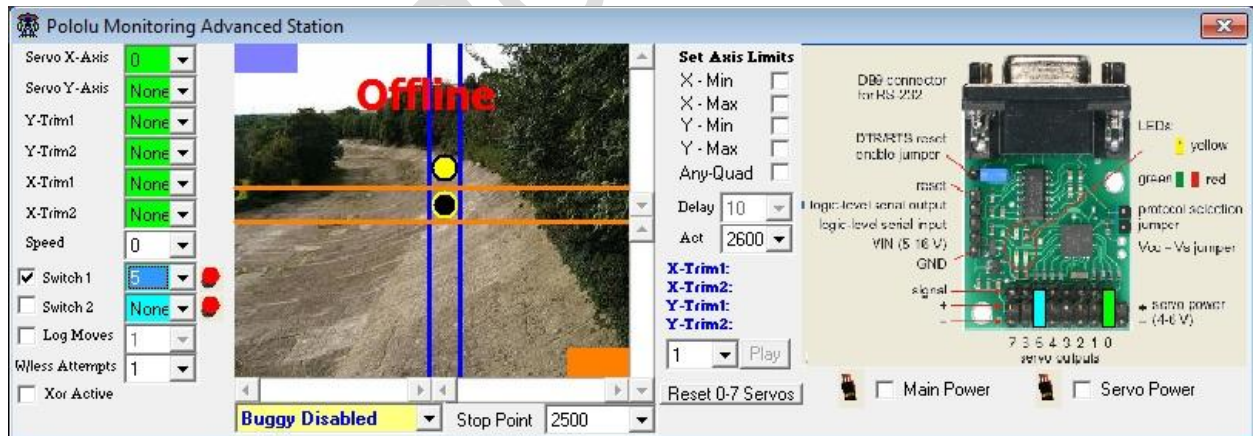 Pololu Monitoring Advanced Station
Servo X-Axis 0
Servo Y-Axis None
Y-Trim1 None
Y-Trim2 None
X-Trim1 None
X-Trim2 None
Speed 0
Switch 1 5
Switch 2 None
Log Moves 1
W/less Attempts 1
Xor Active
Offline
Buggy Disabled
Stop Point 2500
Set Axis Limits
X - Min
X - Max
Y - Min
Y - Max
Any-Quad
Delay 10
Act 2600
X-Trim1:
X-Trim2:
Y-Trim1:
Y-Trim2:
1 Play
Reset 0-7 Servos
DB9 connector
for RS-232
DTR/RTS reset
enable jumper
reset
logic-level serial output
logic-level serial input
VIN (5-16 V)
GND
signal
+
–
LEDs:
yellow
green red
protocol selection
jumper
Vcc – Vs jumper
+ servo power
– (4-6 V)
7 3 6 4 3 2 1 0
servo outputs
Main Power
Servo Power